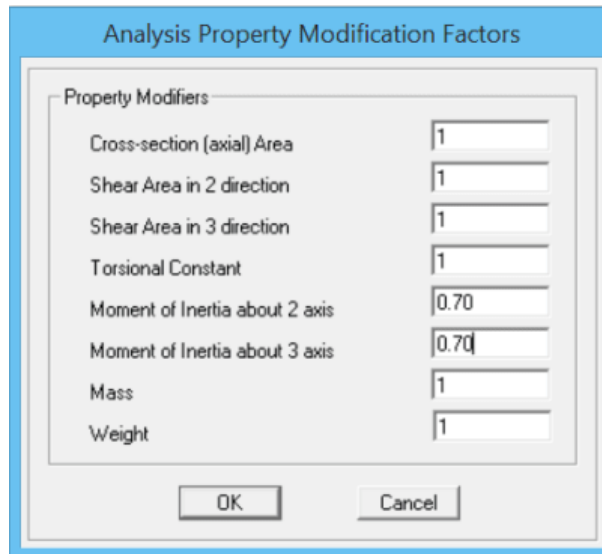 Analysis Property Modification Factors
Property Modifiers
Cross-section (axial) Area 1
Shear Area in 2 direction 1
Shear Area in 3 direction 1
Torsional Constant 1
Moment of Inertia about 2 axis 0.70
Moment of Inertia about 3 axis 0.70
Mass 1
Weight 1
OK Cancel